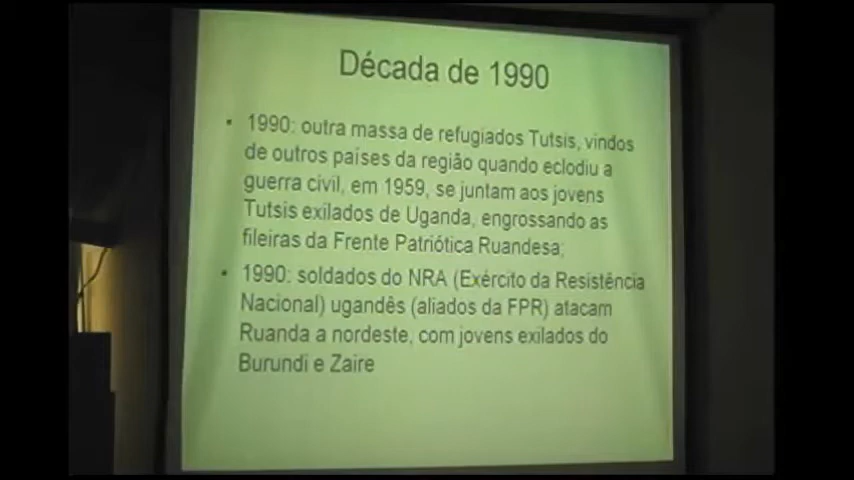 Década de 1990
• 1990: outra massa de refugiados Tutsis, vindos
de outros países da região quando eclodiu a
guerra civil, em 1959, se juntam aos jovens
Tutsis exilados de Uganda, engrossando as
fileiras da Frente Patriótica Ruandesa;
• 1990: soldados do NRA (Exército da Resistência
Nacional) ugandês (aliados da FPR) atacam
Ruanda a nordeste, com jovens exilados do
Burundi e Zaire